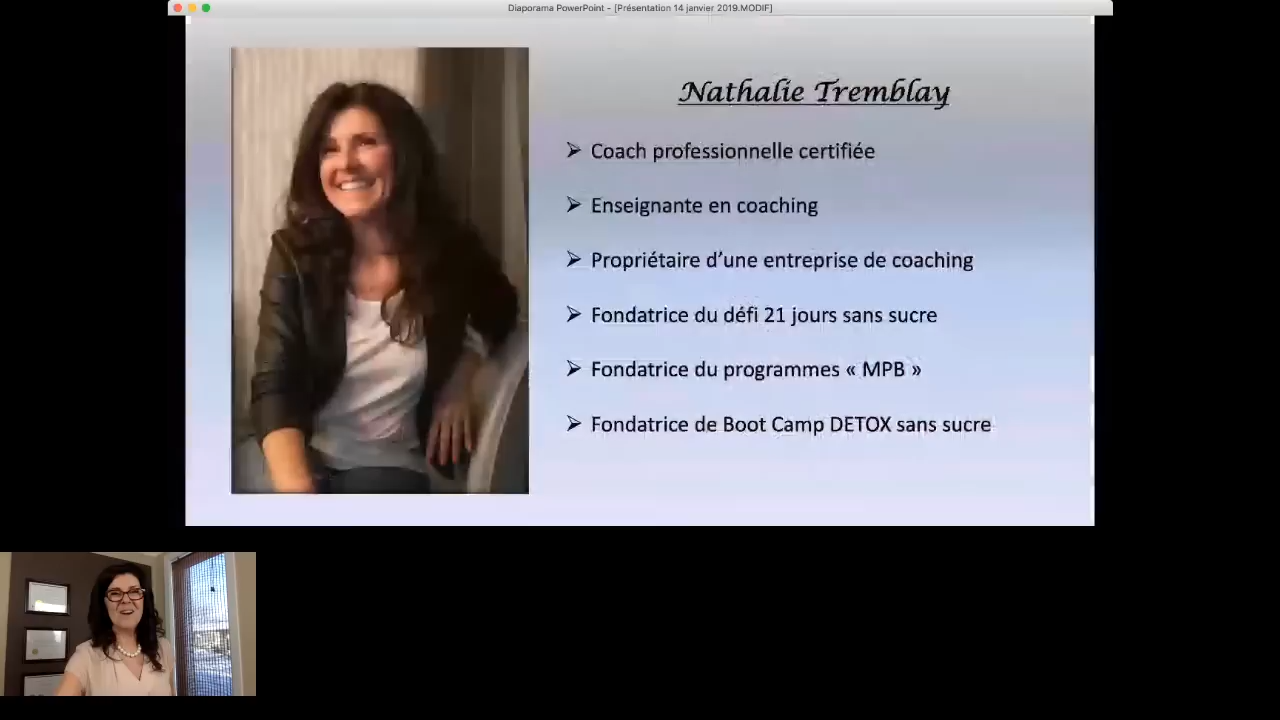 Diaporama PowerPoint - [Présentation 14 janvier 2019.MODIF]
Nathalie Tremblay
➢ Coach professionnelle certifiée
➢ Enseignante en coaching
➢ Propriétaire d’une entreprise de coaching
➢ Fondatrice du défi 21 jours sans sucre
➢ Fondatrice du programmes « MPB »
➢ Fondatrice de Boot Camp DETOX sans sucre